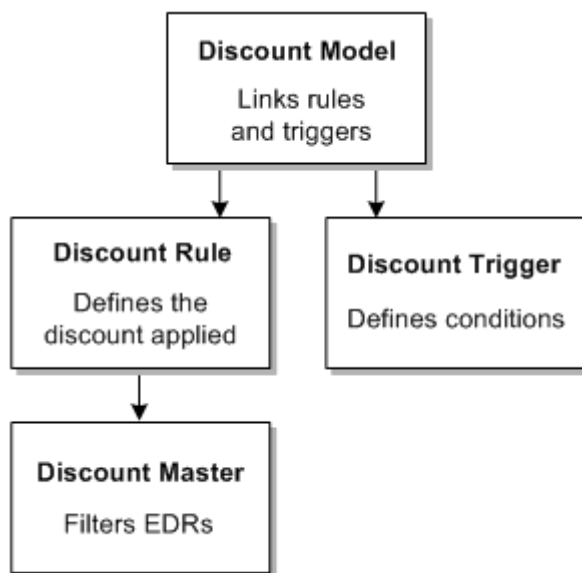 Discount Model
Links rules
and triggers
Discount Rule
Defines the
discount applied
Discount Trigger
Defines conditions
Discount Master
Filters EDRs